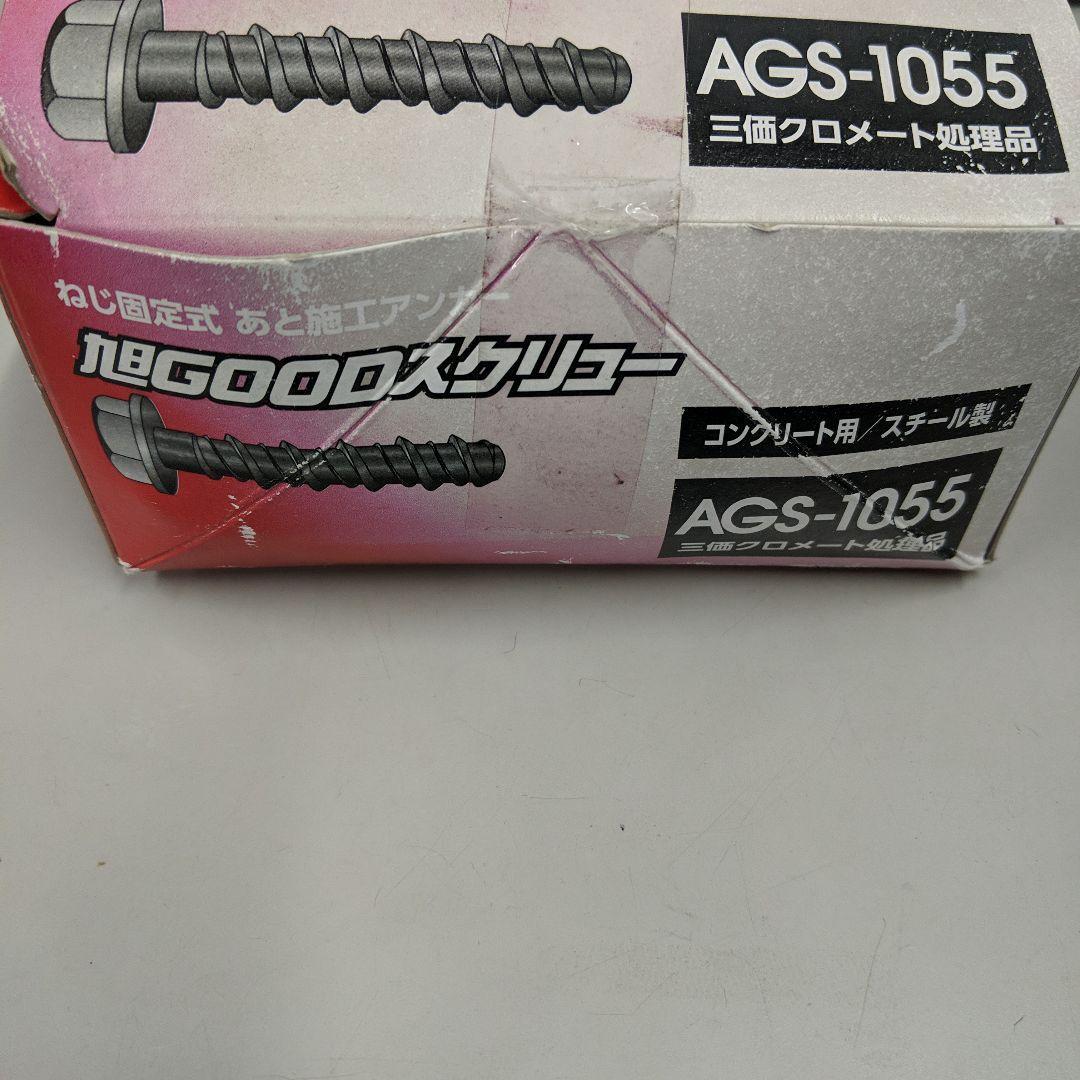 AGS-1055
三価クロメート処理品
ねじ固定式 あと施工アンカー
旭GOODスクリュー
コンクリート用/スチール製
AGS-1055
三価クロメート処理品